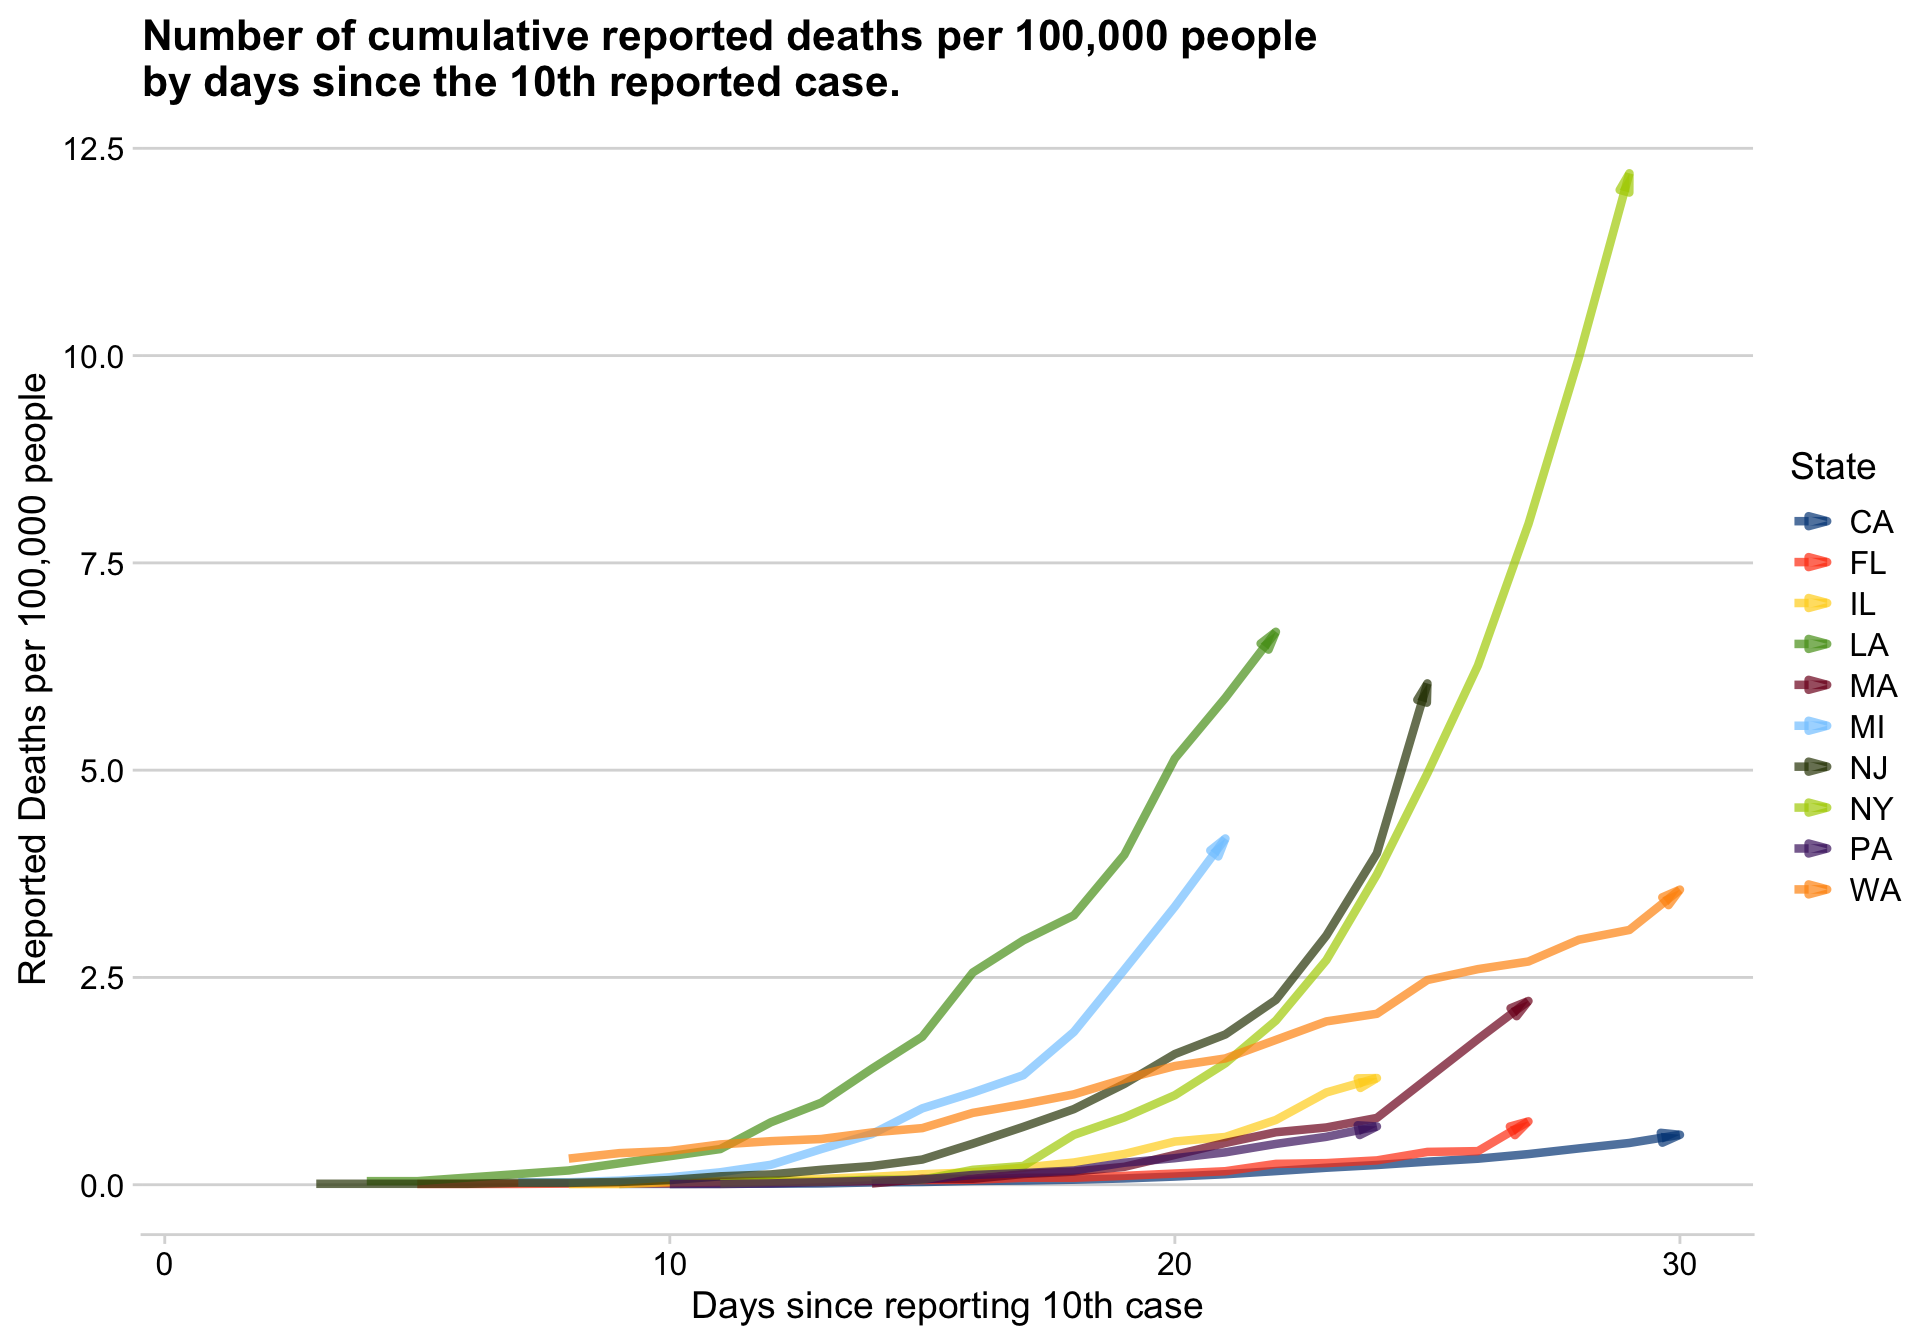 Number of cumulative reported deaths per 100,000 people
by days since the 10th reported case.
Reported Deaths per 100,000 people
12.5
10.0
7.5
5.0
2.5
0.0
0
10
20
30
Days since reporting 10th case
State
CA
FL
IL
LA
MA
MI
NJ
NY
PA
WA